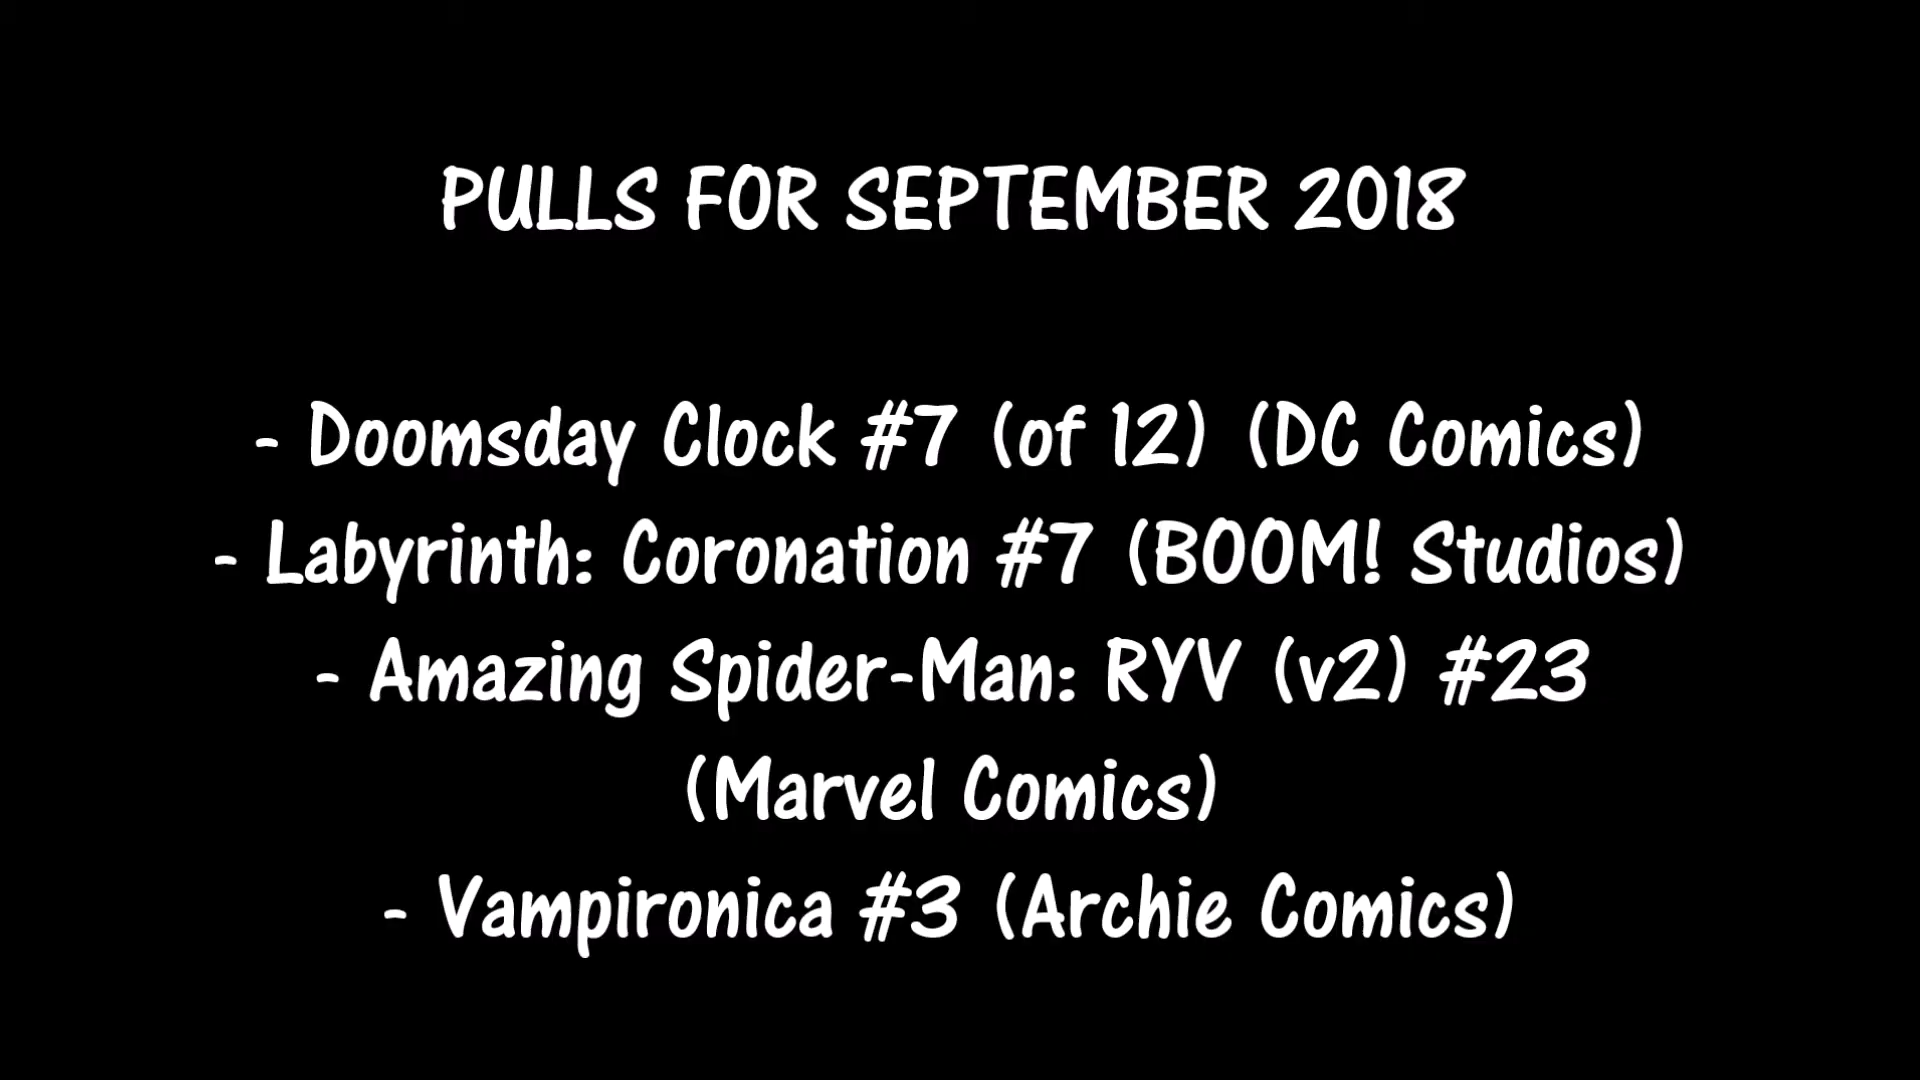 PULLS FOR SEPTEMBER 2018
- Doomsday Clock #7 (of 12) (DC Comics)
- Labyrinth: Coronation #7 (BOOM! Studios)
- Amazing Spider-Man: RYV (v2) #23
(Marvel Comics)
- Vampironica #3 (Archie Comics)